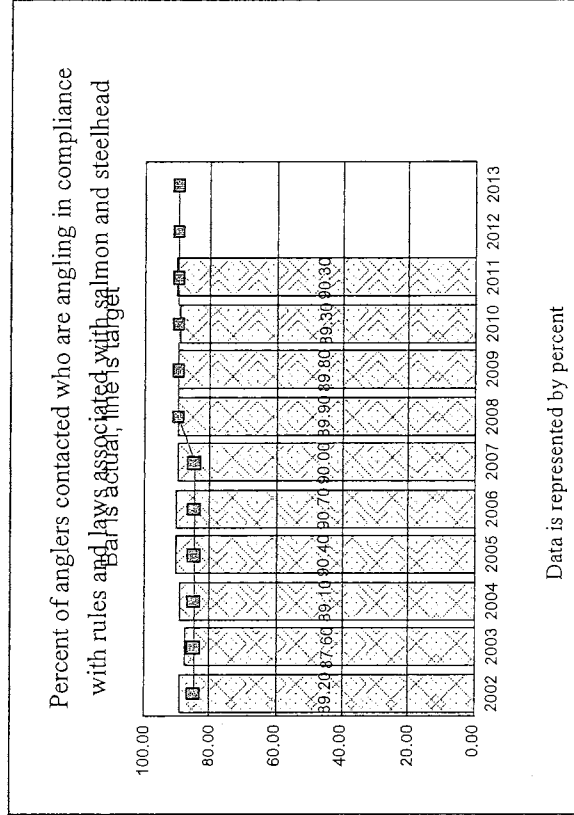 Percent of anglers contacted who are angling in compliance
with rules and laws associated with salmon and steelhead
Bar is actual, line is target
100.00
80.00
60.00
40.00
20.00
0.00
89.20 87.60 89.10 90.40 90.70 90.00 89.90 89.80 89.30 90.30
2002 2003 2004 2005 2006 2007 2008 2009 2010 2011 2012 2013
Data is represented by percent